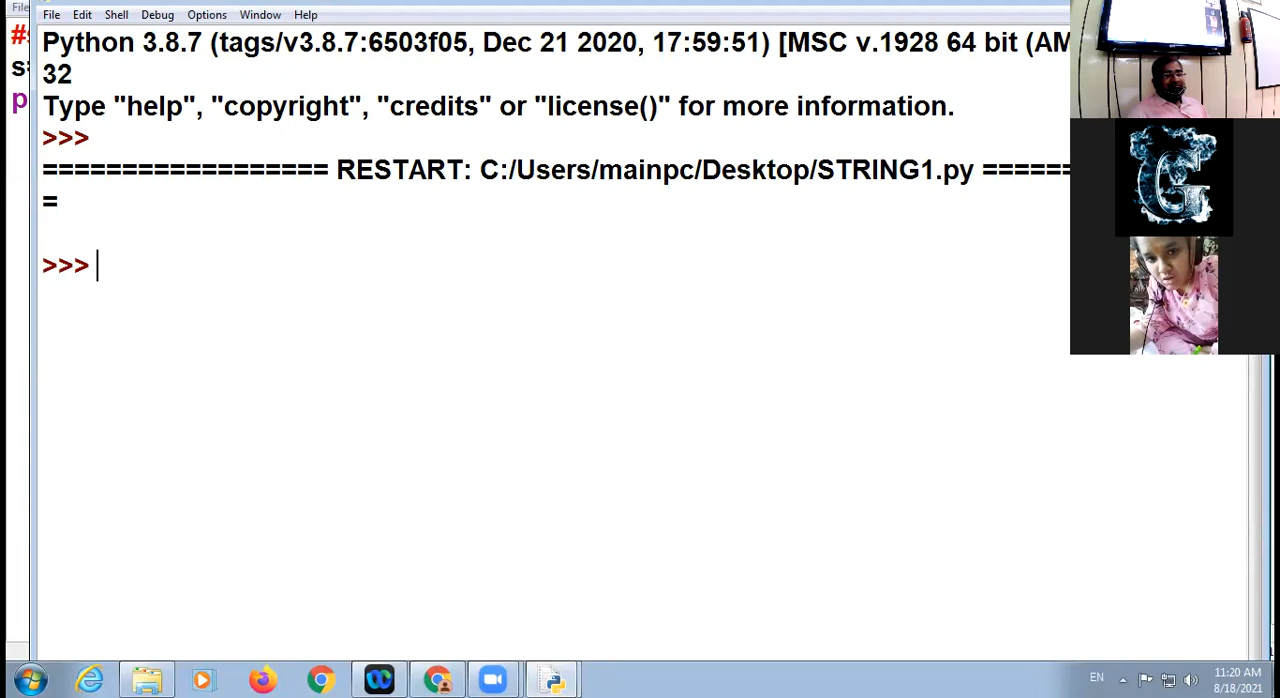 File
File Edit Shell Debug Options Window Help
#
s=
p
Python 3.8.7 (tags/v3.8.7:6503f05, Dec 21 2020, 17:59:51) [MSC v.1928 64 bit (AM
32
Type "help", "copyright", "credits" or "license()" for more information.
>>>
================== RESTART: C:/Users/mainpc/Desktop/STRING1.py ======
=
>>>
G
EN
11:20 AM
8/18/2021